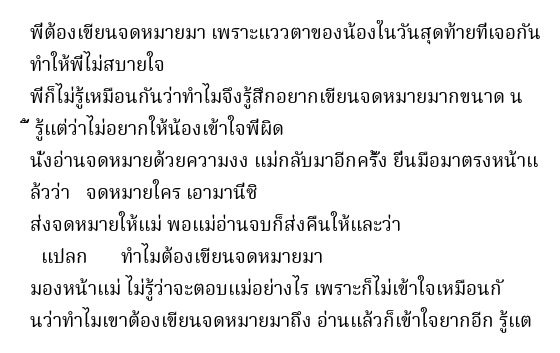 พี่ต้องเขียนจดหมายมา เพราะแววตาของน้องในวันสุดท้ายที่เจอกัน
ทำให้พี่ไม่สบายใจ
พี่ก็ไม่รู้เหมือนกันว่าทำไมจึงรู้สึกอยากเขียนจดหมายมากขนาด น
ี้ รู้แต่ว่าไม่อยากให้น้องเข้าใจพี่ผิด
นั่งอ่านจดหมายด้วยความงง แม่กลับมาอีกครั้ง ยื่นมือมาตรงหน้าแ
ล้วว่า จดหมายใคร เอามานี่ซิ
ส่งจดหมายให้แม่ พอแม่อ่านจบก็ส่งคืนให้และว่า
แปลก ทำไมต้องเขียนจดหมายมา
มองหน้าแม่ ไม่รู้ว่าจะตอบแม่อย่างไร เพราะก็ไม่เข้าใจเหมือนกั
นว่าทำไมเขาต้องเขียนจดหมายมาถึง อ่านแล้วก็เข้าใจยากอีก รู้แต